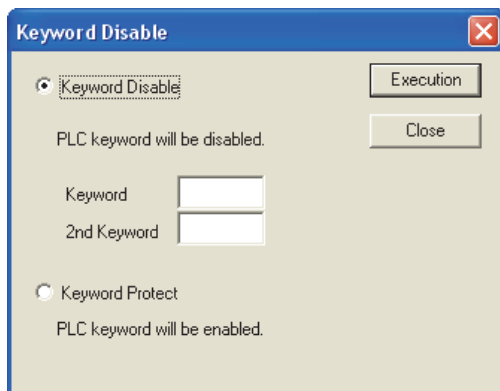 Keyword Disable
Keyword Disable
Execution
PLC keyword will be disabled.
Close
Keyword
2nd Keyword
Keyword Protect
PLC keyword will be enabled.